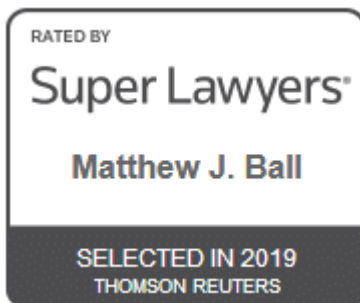 RATED BY
Super Lawyers®
Matthew J. Ball
SELECTED IN 2019
THOMSON REUTERS